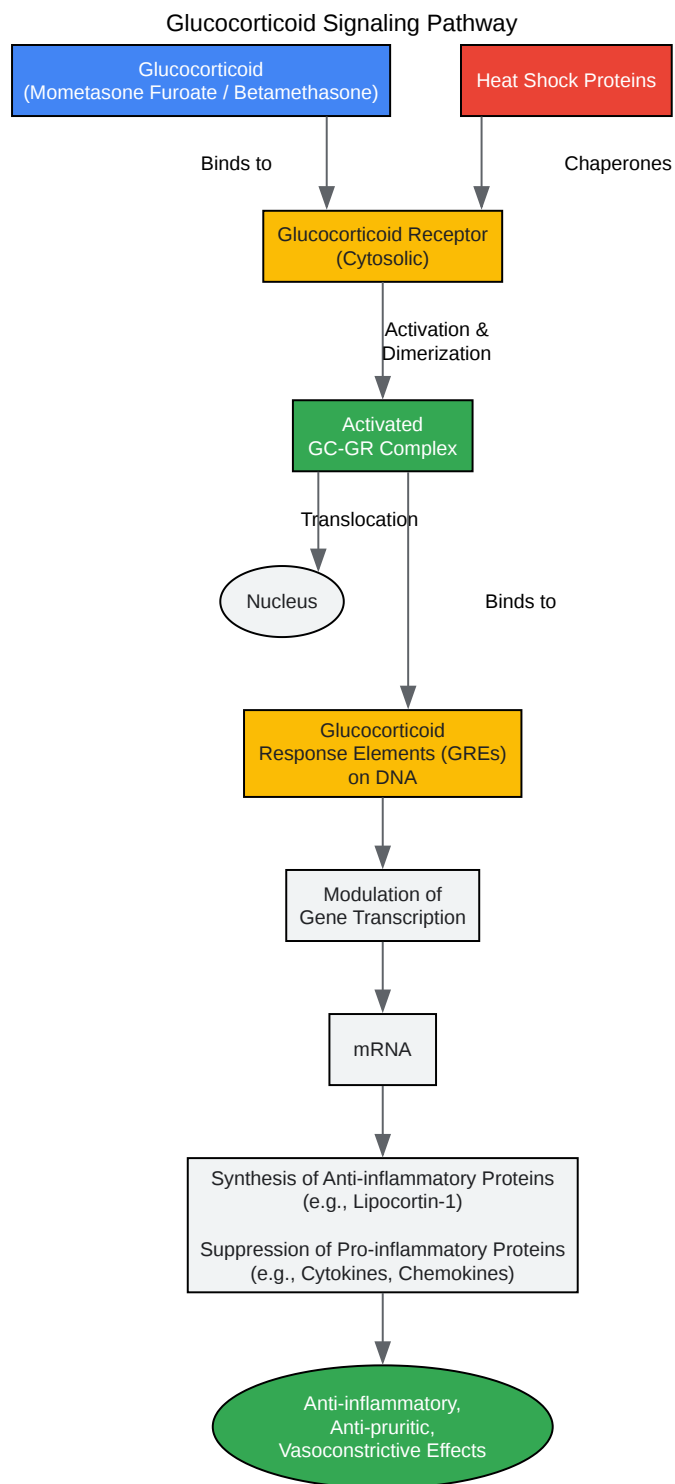 Glucocorticoid Signaling Pathway
Glucocorticoid
(Mometasone Furoate / Betamethasone)
Heat Shock Proteins
Binds to
Chaperones
Glucocorticoid Receptor
(Cytosolic)
Activation &
Dimerization
Activated
GC-GR Complex
Translocation
Nucleus
Binds to
Glucocorticoid
Response Elements (GREs)
on DNA
Modulation of
Gene Transcription
mRNA
Synthesis of Anti-inflammatory Proteins
(e.g., Lipocortin-1)
Suppression of Pro-inflammatory Proteins
(e.g., Cytokines, Chemokines)
Anti-inflammatory,
Anti-pruritic,
Vasoconstrictive Effects